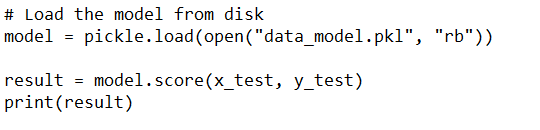 # Load the model from disk
model = pickle.load(open("data_model.pkl", "rb"))
result = model.score(x_test, y_test)
print(result)